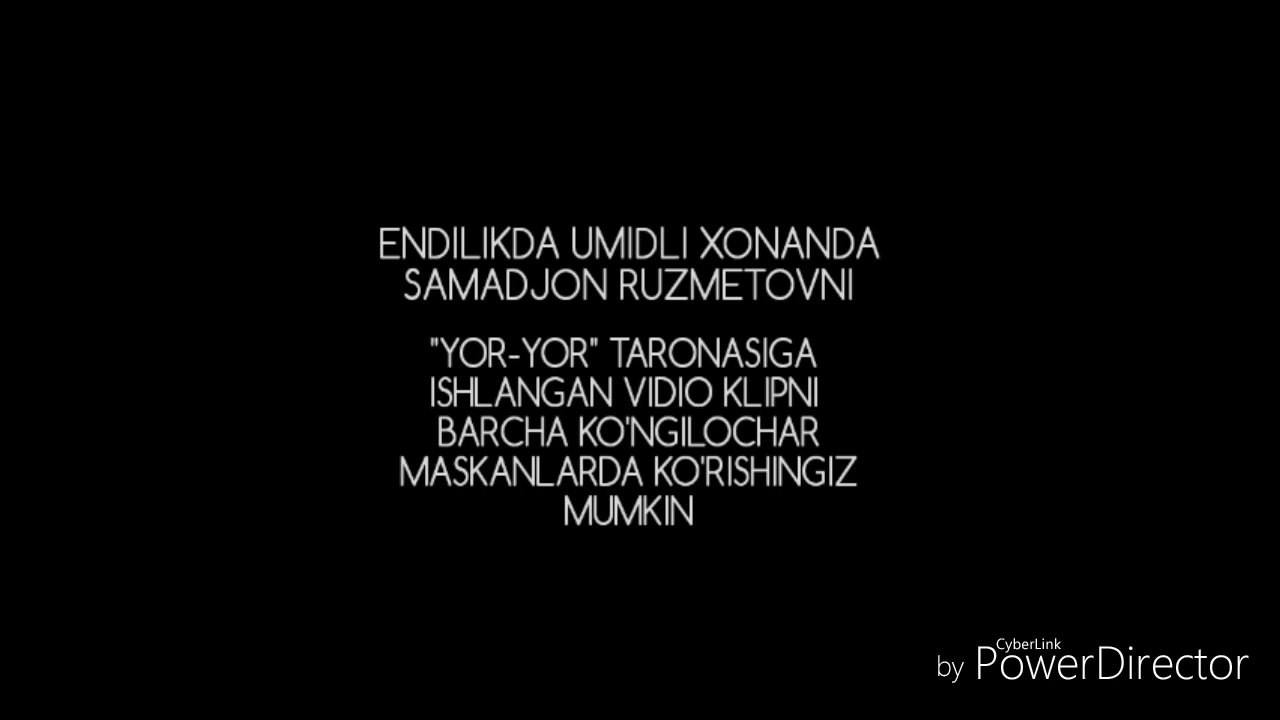 ENDILIKDA UMIDLI XONANDA
SAMADJON RUZMETOVNI
"YOR-YOR" TARONASIGA
ISHLANGAN VIDIO KLIPNI
BARCHA KO'NGILOCHAR
MASKANLARDA KO'RISHINGIZ
MUMKIN
CyberLink
by PowerDirector